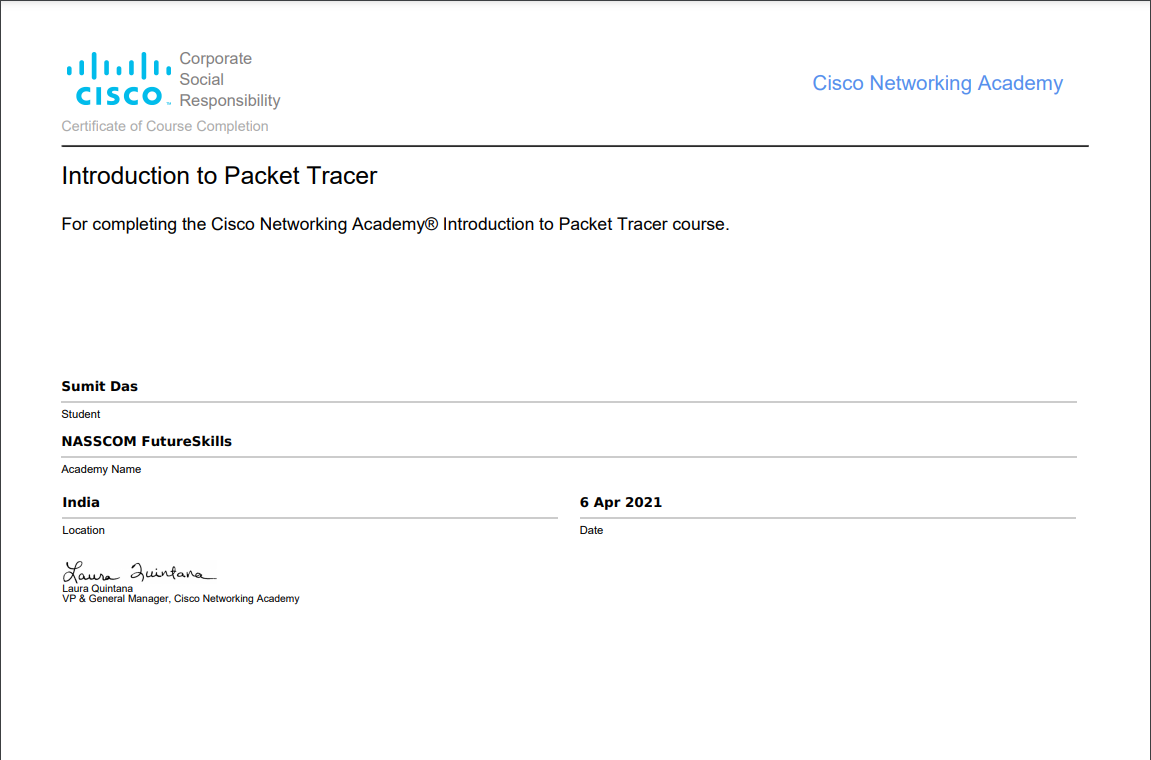 Corporate
Social
CISCO™ Responsibility
Cisco Networking Academy
Certificate of Course Completion
Introduction to Packet Tracer
For completing the Cisco Networking Academy® Introduction to Packet Tracer course.
Sumit Das
Student
NASSCOM FutureSkills
Academy Name
India
6 Apr 2021
Location
Date
Laura Quintana
Laura Quintana
VP & General Manager, Cisco Networking Academy